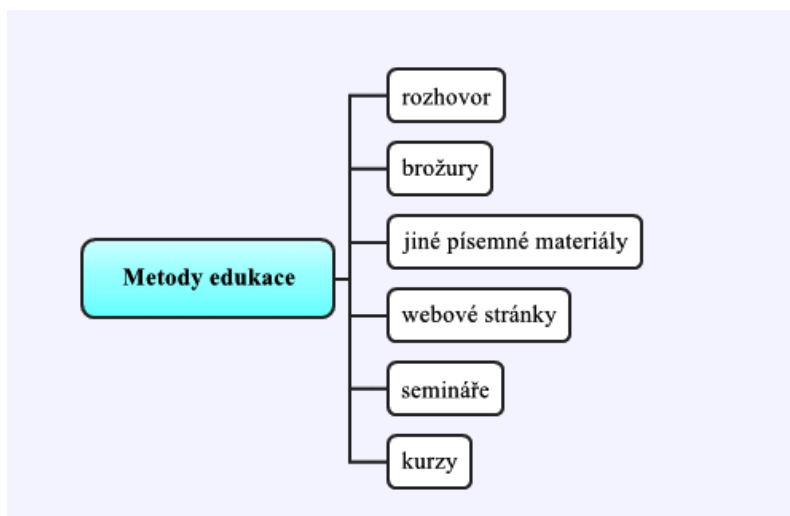 rozhovor
brožury
jiné písemné materiály
Metody edukace
webové stránky
semináře
kurzy